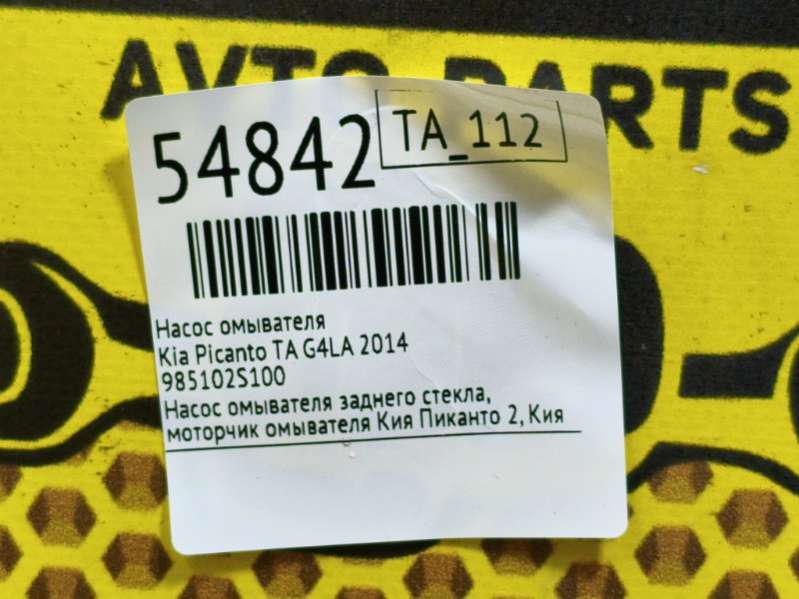 AVTO PARTS
54842
TA_112
Насос омывателя
Kia Picanto TA G4LA 2014
985102S100
Насос омывателя заднего стекла,
моторчик омывателя Кия Пиканто 2, Кия